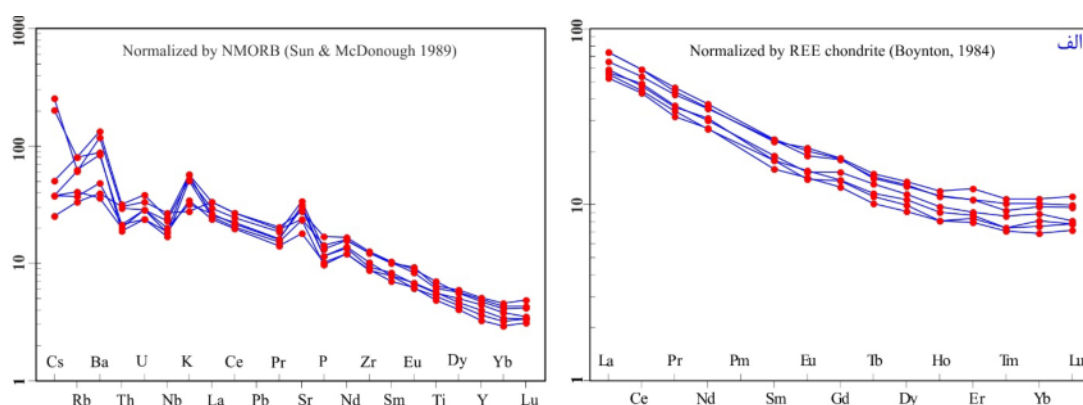 1000
Normalized by NMORB (Sun & McDonough 1989)
100
10
Cs Ba U K Ce Pr P Zr Eu Dy Yb
1
Rb Th Nb La Pb Sr Nd Sm Ti Y Lu
100
Normalized by REE chondrite (Boynton, 1984)
الف
10
La Pr Pm Eu Tb Ho Tm Lu
1
Ce Nd Sm Gd Dy Er Yb